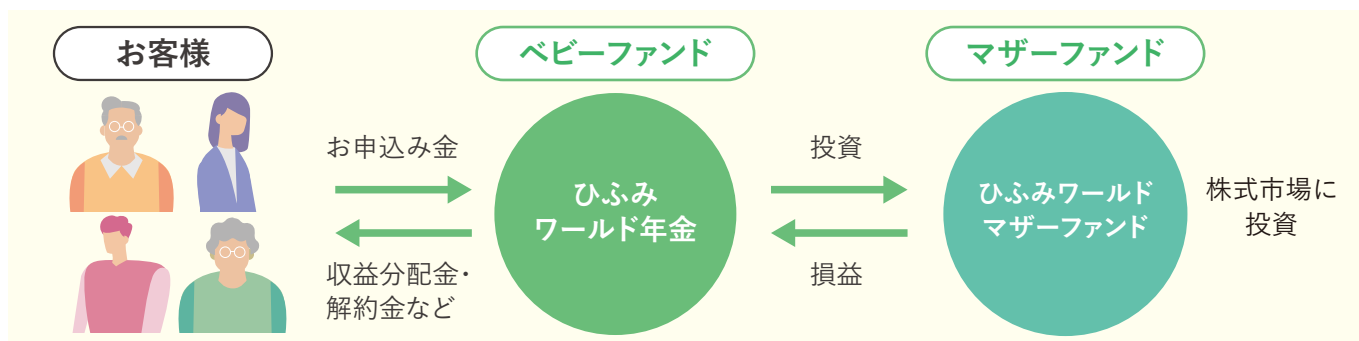 お客様
ベビーファンド
マザーファンド
お申込み金
収益分配金・
解約金など
ひふみ
ワールド年金
投資
損益
ひふみワールド
マザーファンド
株式市場に
投資